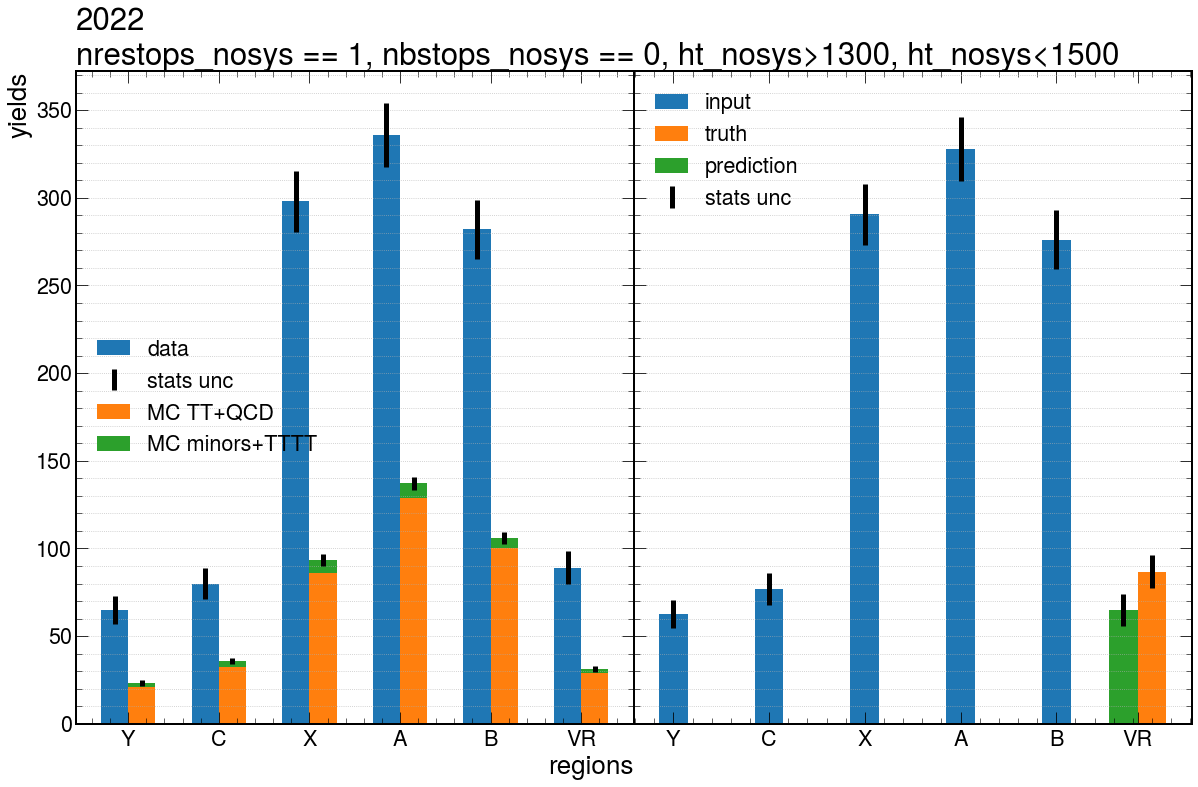 2022
nrestops_nosys == 1, nbstops_nosys == 0, ht_nosys>1300, ht_nosys<1500
yields
350
300
250
200
150
100
50
0
data
stats unc
MC TT+QCD
MC minors+TTTT
input
truth
prediction
stats unc
Y C X A B VR
Y C X A B VR
regions